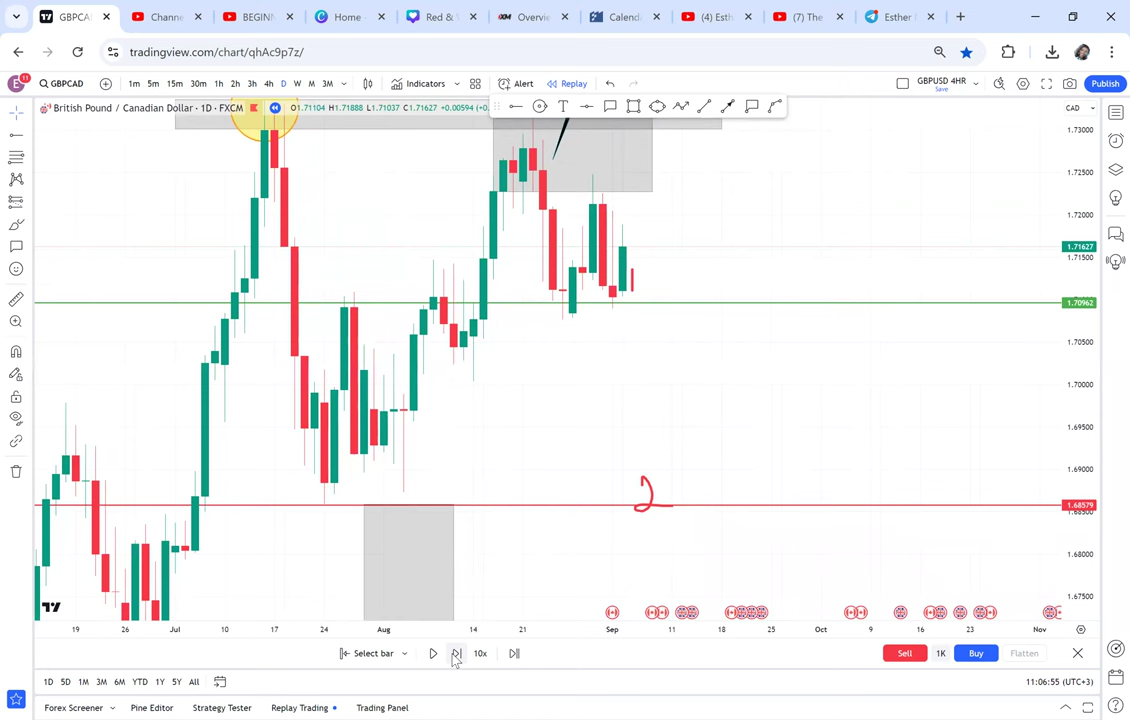 GBPCAD
Channe
BEGINN
Home -
Red &
Overvie
Calend
(4) Esth
(7) The
Esther M
tradingview.com/chart/qhAc9p7z/
E 11 GBPCAD 1m 5m 15m 30m 1h 2h 3h 4h D W M 3M Indicators Alert Replay GBPUSD 4HR Save Publish
British Pound / Canadian Dollar · 1D · FXCM O1.71104 H1.71888 L1.71037 C1.71627 +0.00594 (+0. CAD
1.73000
1.72500
1.72000
1.71627
1.71500
1.70962
1.70500
1.70000
1.69500
1.69000
2
1.68579
1.68000
1.67500
19 26 Jul 10 17 24 Aug 14 21 Sep 11 18 25 Oct 9 16 23 Nov
Select bar 10x Sell 1K Buy Flatten
1D 5D 1M 3M 6M YTD 1Y 5Y All 11:06:55 (UTC+3)
Forex Screener Pine Editor Strategy Tester Replay Trading Trading Panel